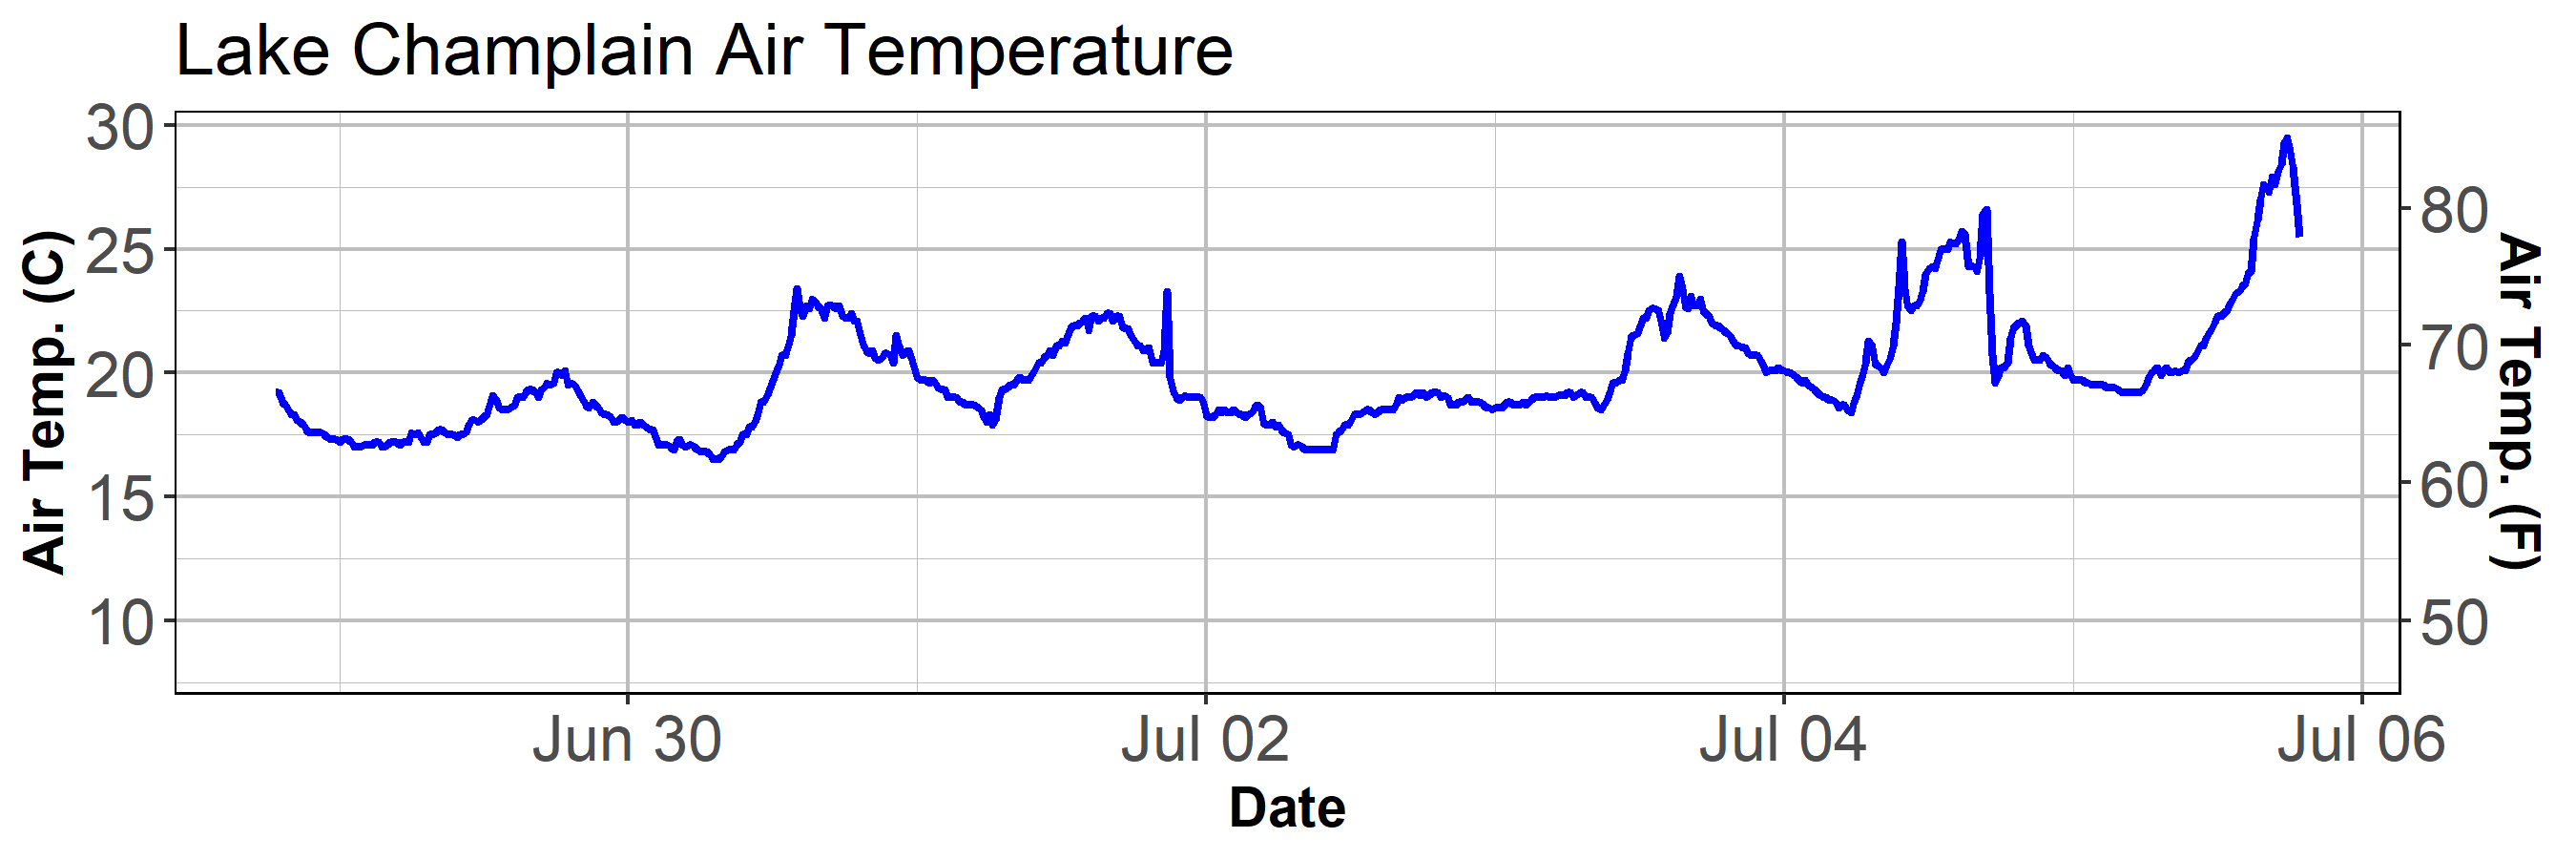 Lake Champlain Air Temperature
30
25
20
15
10
Air Temp. (C)
80
70
60
50
Air Temp. (F)
Jun 30 Jul 02 Jul 04 Jul 06
Date